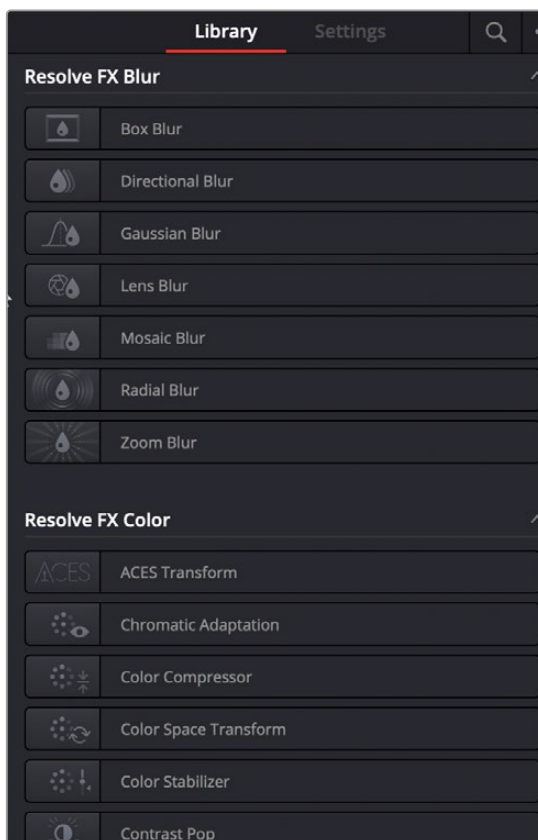 Library Settings
Resolve FX Blur
Box Blur
Directional Blur
Gaussian Blur
Lens Blur
Mosaic Blur
Radial Blur
Zoom Blur
Resolve FX Color
ACES ACES Transform
Chromatic Adaptation
Color Compressor
Color Space Transform
Color Stabilizer
Contrast Pop